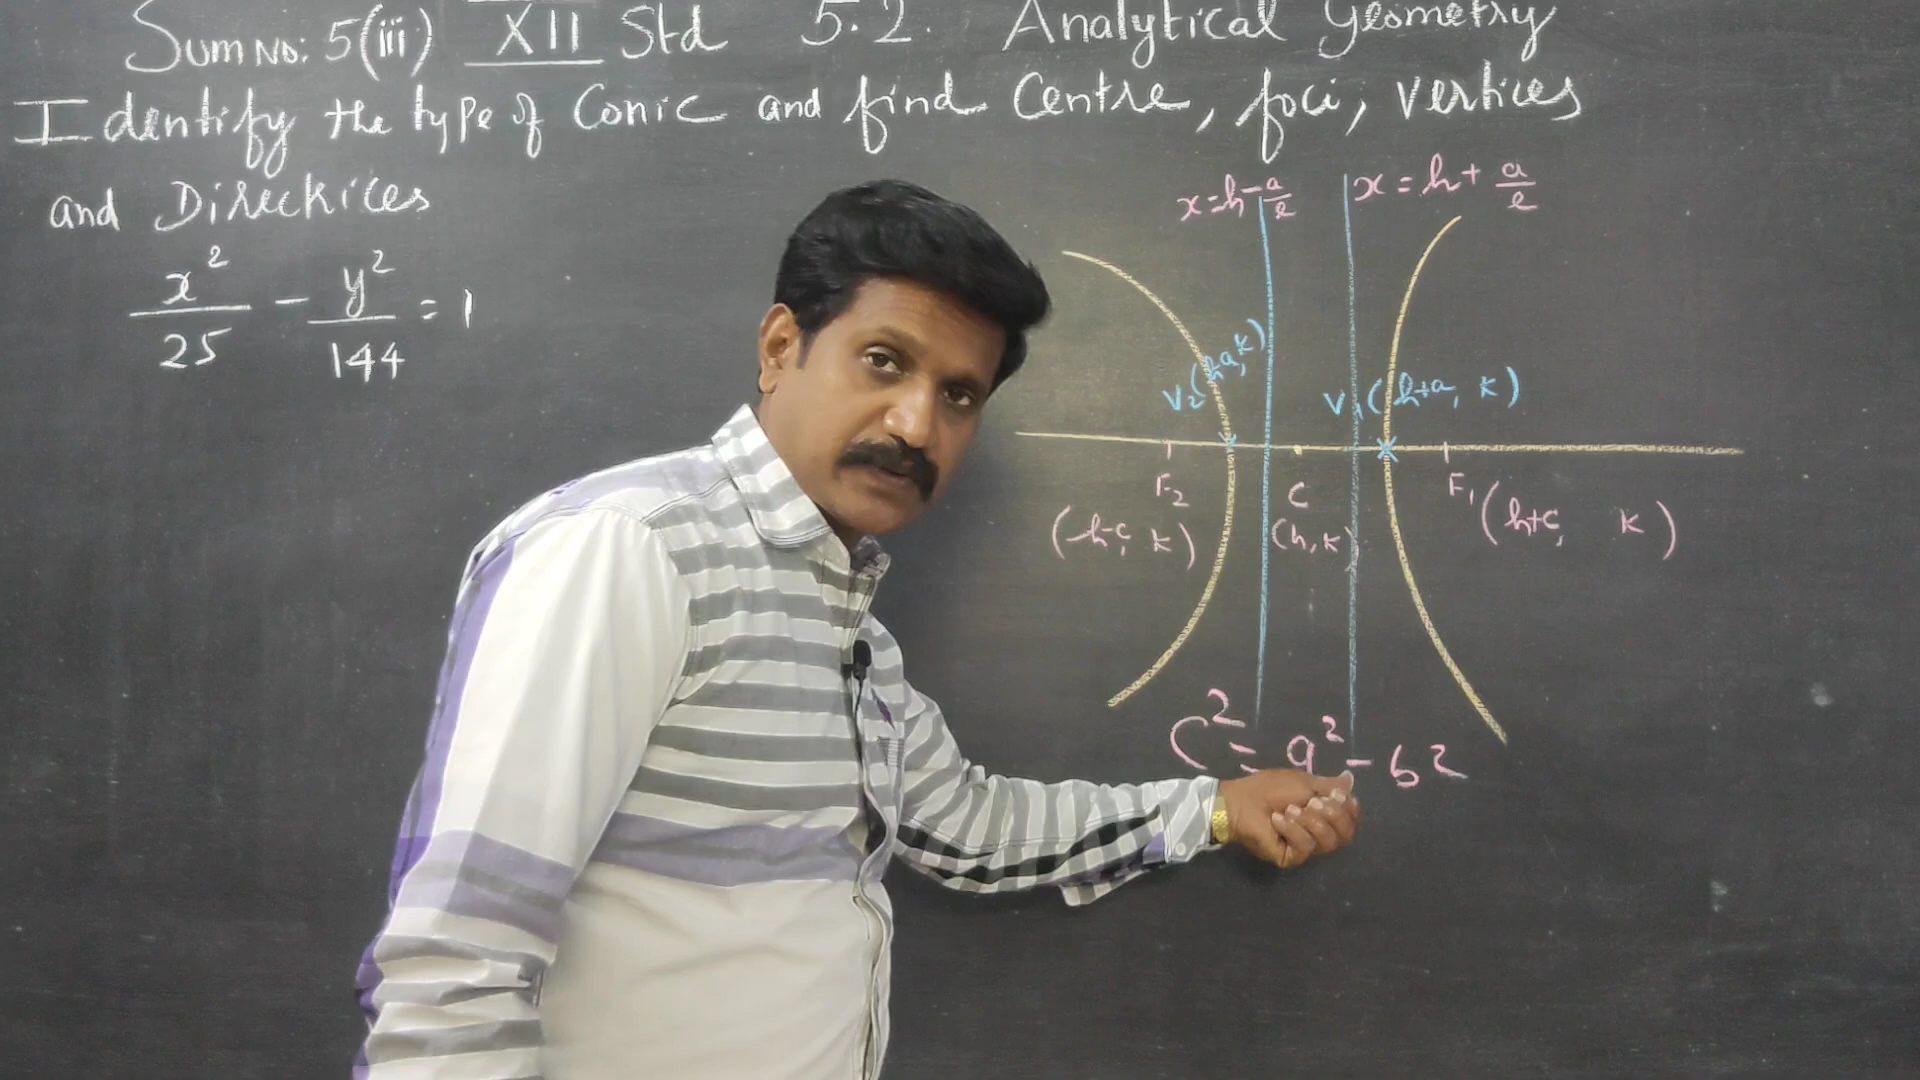 Sum No: 5(iii) XII Std 5.2. Analytical Geometry
Identify the type of Conic and find Centre, foci, vertices
and Directrices
x²/25 - y²/144 = 1
x = h - a/e
x = h + a/e
V₂ (h-a, k)
V₁ (h+a, k)
F₂
C
F₁
(-h-c, k)
(h, k)
(h+c, k)
C² = a² - b²